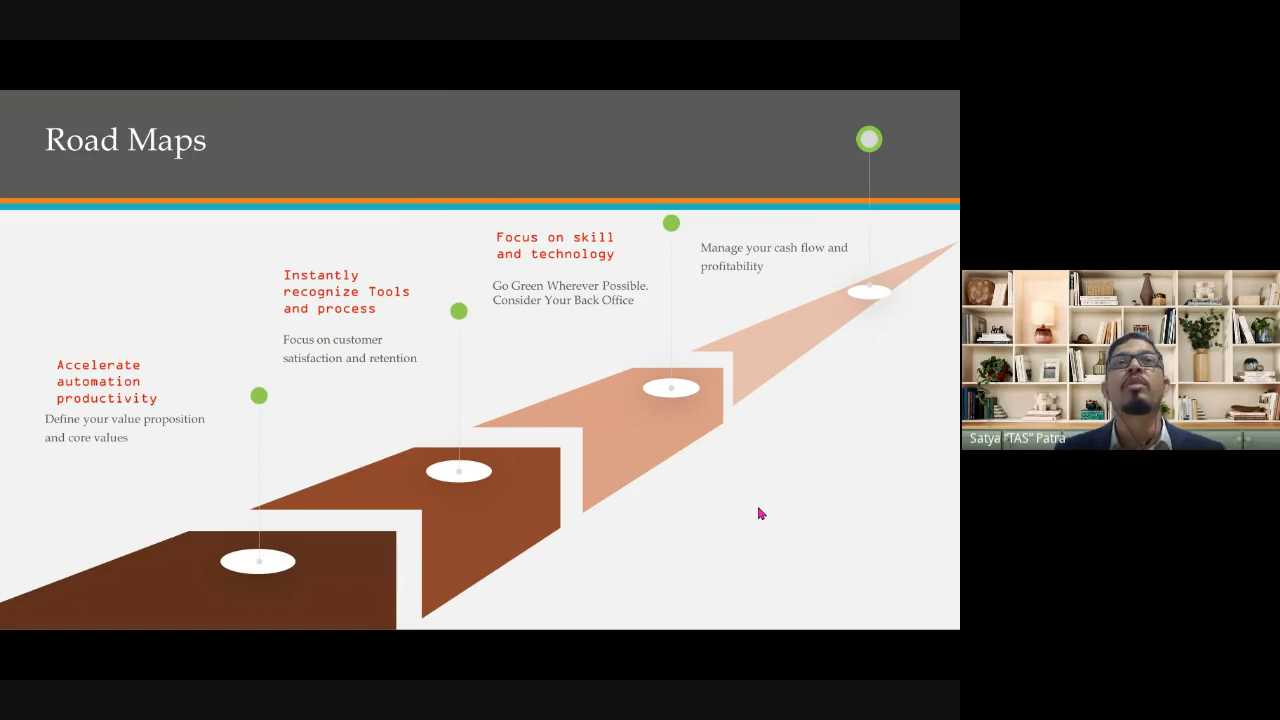 Road Maps
Accelerate
automation
productivity
Define your value proposition
and core values
Instantly
recognize Tools
and process
Focus on customer
satisfaction and retention
Focus on skill
and technology
Go Green Wherever Possible.
Consider Your Back Office
Manage your cash flow and
profitability
Satya "TAS" Patra